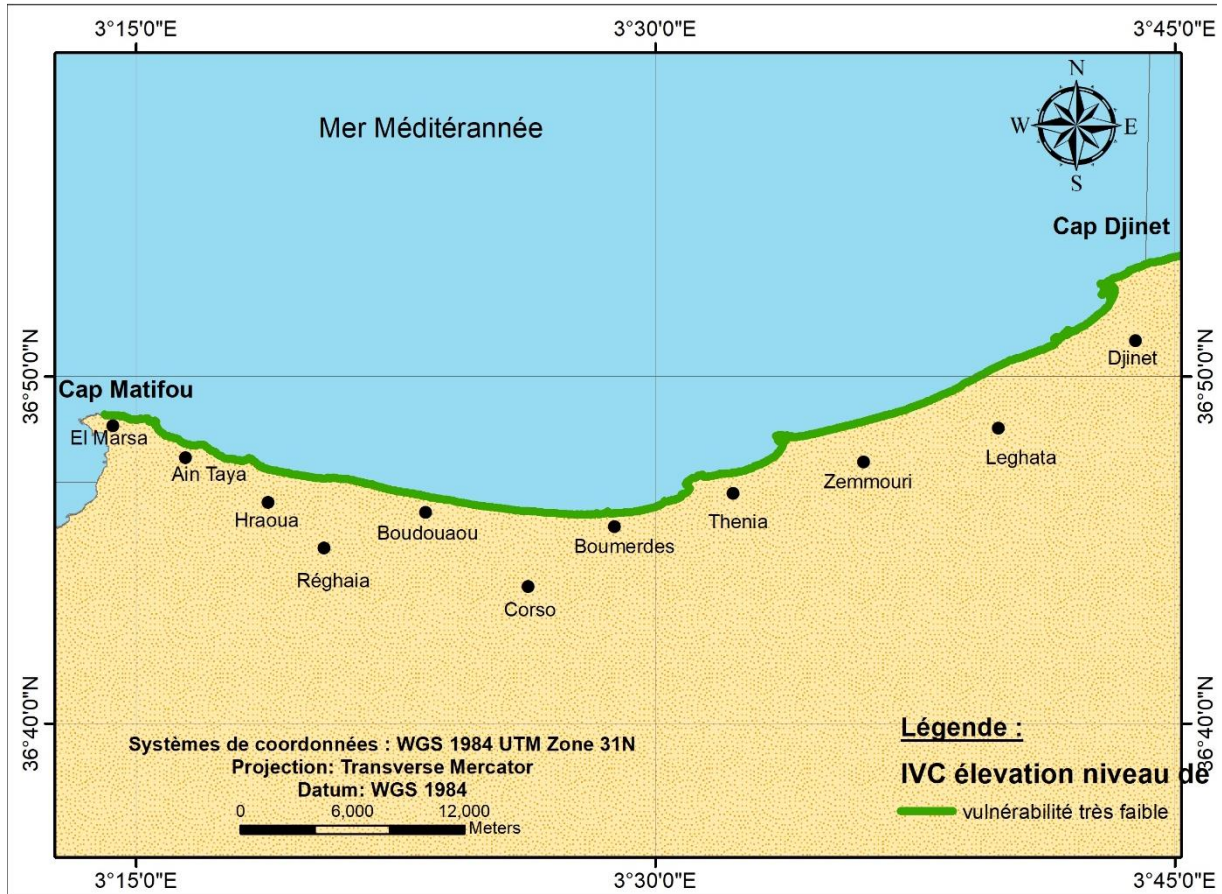 3°15'0"E
3°30'0"E
3°45'0"E
N
W
E
S
Mer Méditérannée
Cap Djinet
36°50'0"N
36°50'0"N
Djinet
Cap Matifou
El Marsa
Ain Taya
Hraoua
Réghaia
Boudouaou
Corso
Boumerdes
Thenia
Zemmouri
Leghata
36°40'0"N
36°40'0"N
Systèmes de coordonnées : WGS 1984 UTM Zone 31N
Projection: Transverse Mercator
Datum: WGS 1984
0 6,000 12,000
Meters
Légende :
IVC élevation niveau de
vulnérabilité très faible
3°15'0"E
3°30'0"E
3°45'0"E